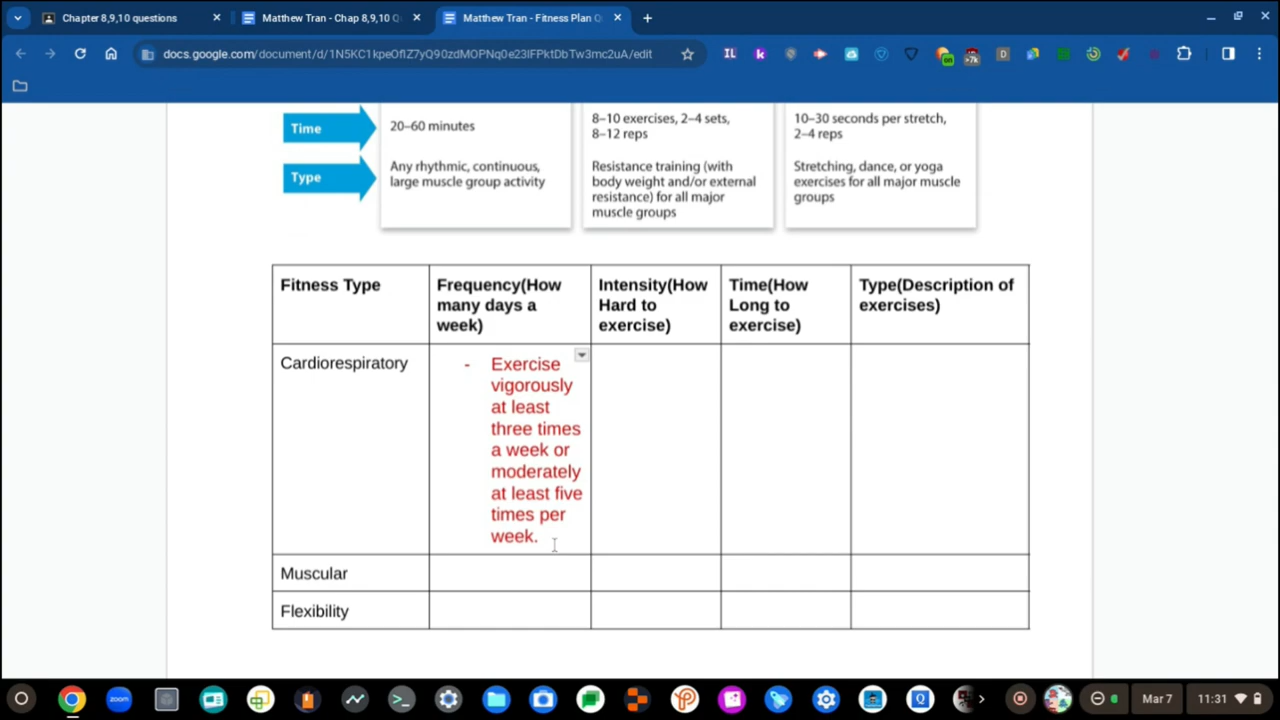 Chapter 8,9,10 questions
Matthew Tran - Chap 8,9,10 Q
Matthew Tran - Fitness Plan Q
docs.google.com/document/d/1N5KC1kpeOfIZ7yQ90zdMOPNq0e23IFPktDbTw3mc2uA/edit
Time
20–60 minutes
8–10 exercises, 2–4 sets,
8–12 reps
10–30 seconds per stretch,
2–4 reps
Type
Any rhythmic, continuous,
large muscle group activity
Resistance training (with
body weight and/or external
resistance) for all major
muscle groups
Stretching, dance, or yoga
exercises for all major muscle
groups
Fitness Type
Frequency(How
many days a
week)
Intensity(How
Hard to
exercise)
Time(How
Long to
exercise)
Type(Description of
exercises)
Cardiorespiratory
- Exercise
vigorously
at least
three times
a week or
moderately
at least five
times per
week.
Muscular
Flexibility
zoom
Mar 7
11:31